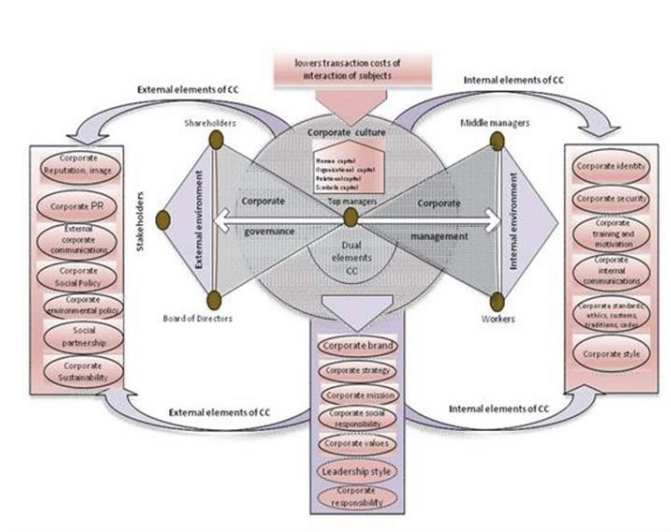 lowers transaction costs of
interaction of subjects
External elements of CC
Internal elements of CC
Shareholders
Corporate culture
Middle managers
Human capital
Organizational capital
Relational capital
Symbolic capital
Top managers
Corporate
Corporate
governance
management
Dual
elements
CC
Stakeholders
External environment
Internal environment
Board of Directors
Workers
Corporate
Reputation, image
Corporate PR
External
corporate
communications
Corporate
Social Policy
Corporate
environmental policy
Social
partnership
Corporate
Sustainability
Corporate identity
Corporate security
Corporate
training and
motivation
Corporate
internal
communications
Corporate standards,
ethics, customs,
traditions, codes
Corporate style
Corporate brand
Corporate strategy
Corporate mission
Corporate social
responsibility
Corporate values
Leadership style
Corporate
responsibility
External elements of CC
Internal elements of CC